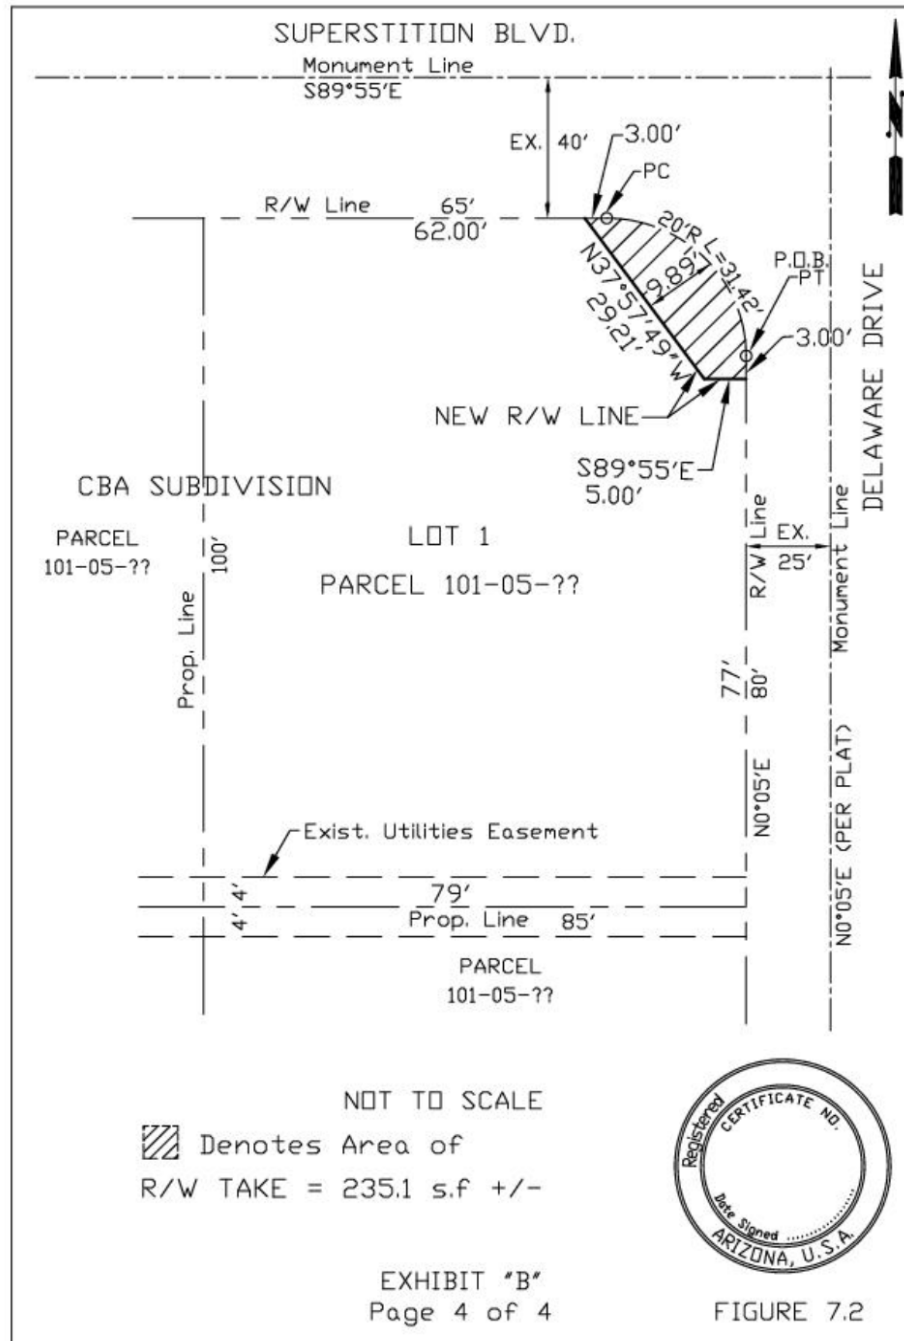 SUPERSTITION BLVD.
Monument Line
S89°55'E
N
EX. 40'
3.00'
PC
R/W Line
65'
62.00'
20'R L=31.42'
9.89'
N37°57'49"W
29.21'
P.O.B.
PT
3.00'
DELAWARE DRIVE
NEW R/W LINE
S89°55'E
5.00'
CBA SUBDIVISION
PARCEL
101-05-??
100'
Prop. Line
LOT 1
PARCEL 101-05-??
R/W Line
EX.
25'
Monument Line
77'
80'
N0°05'E
N0°05'E (PER PLAT)
Exist. Utilities Easement
4'
4'
79'
Prop. Line
85'
PARCEL
101-05-??
NOT TO SCALE
Denotes Area of
R/W TAKE = 235.1 s.f +/-
Registered
CERTIFICATE NO.
Date Signed ..................
ARIZONA, U.S.A.
EXHIBIT "B"
Page 4 of 4
FIGURE 7.2